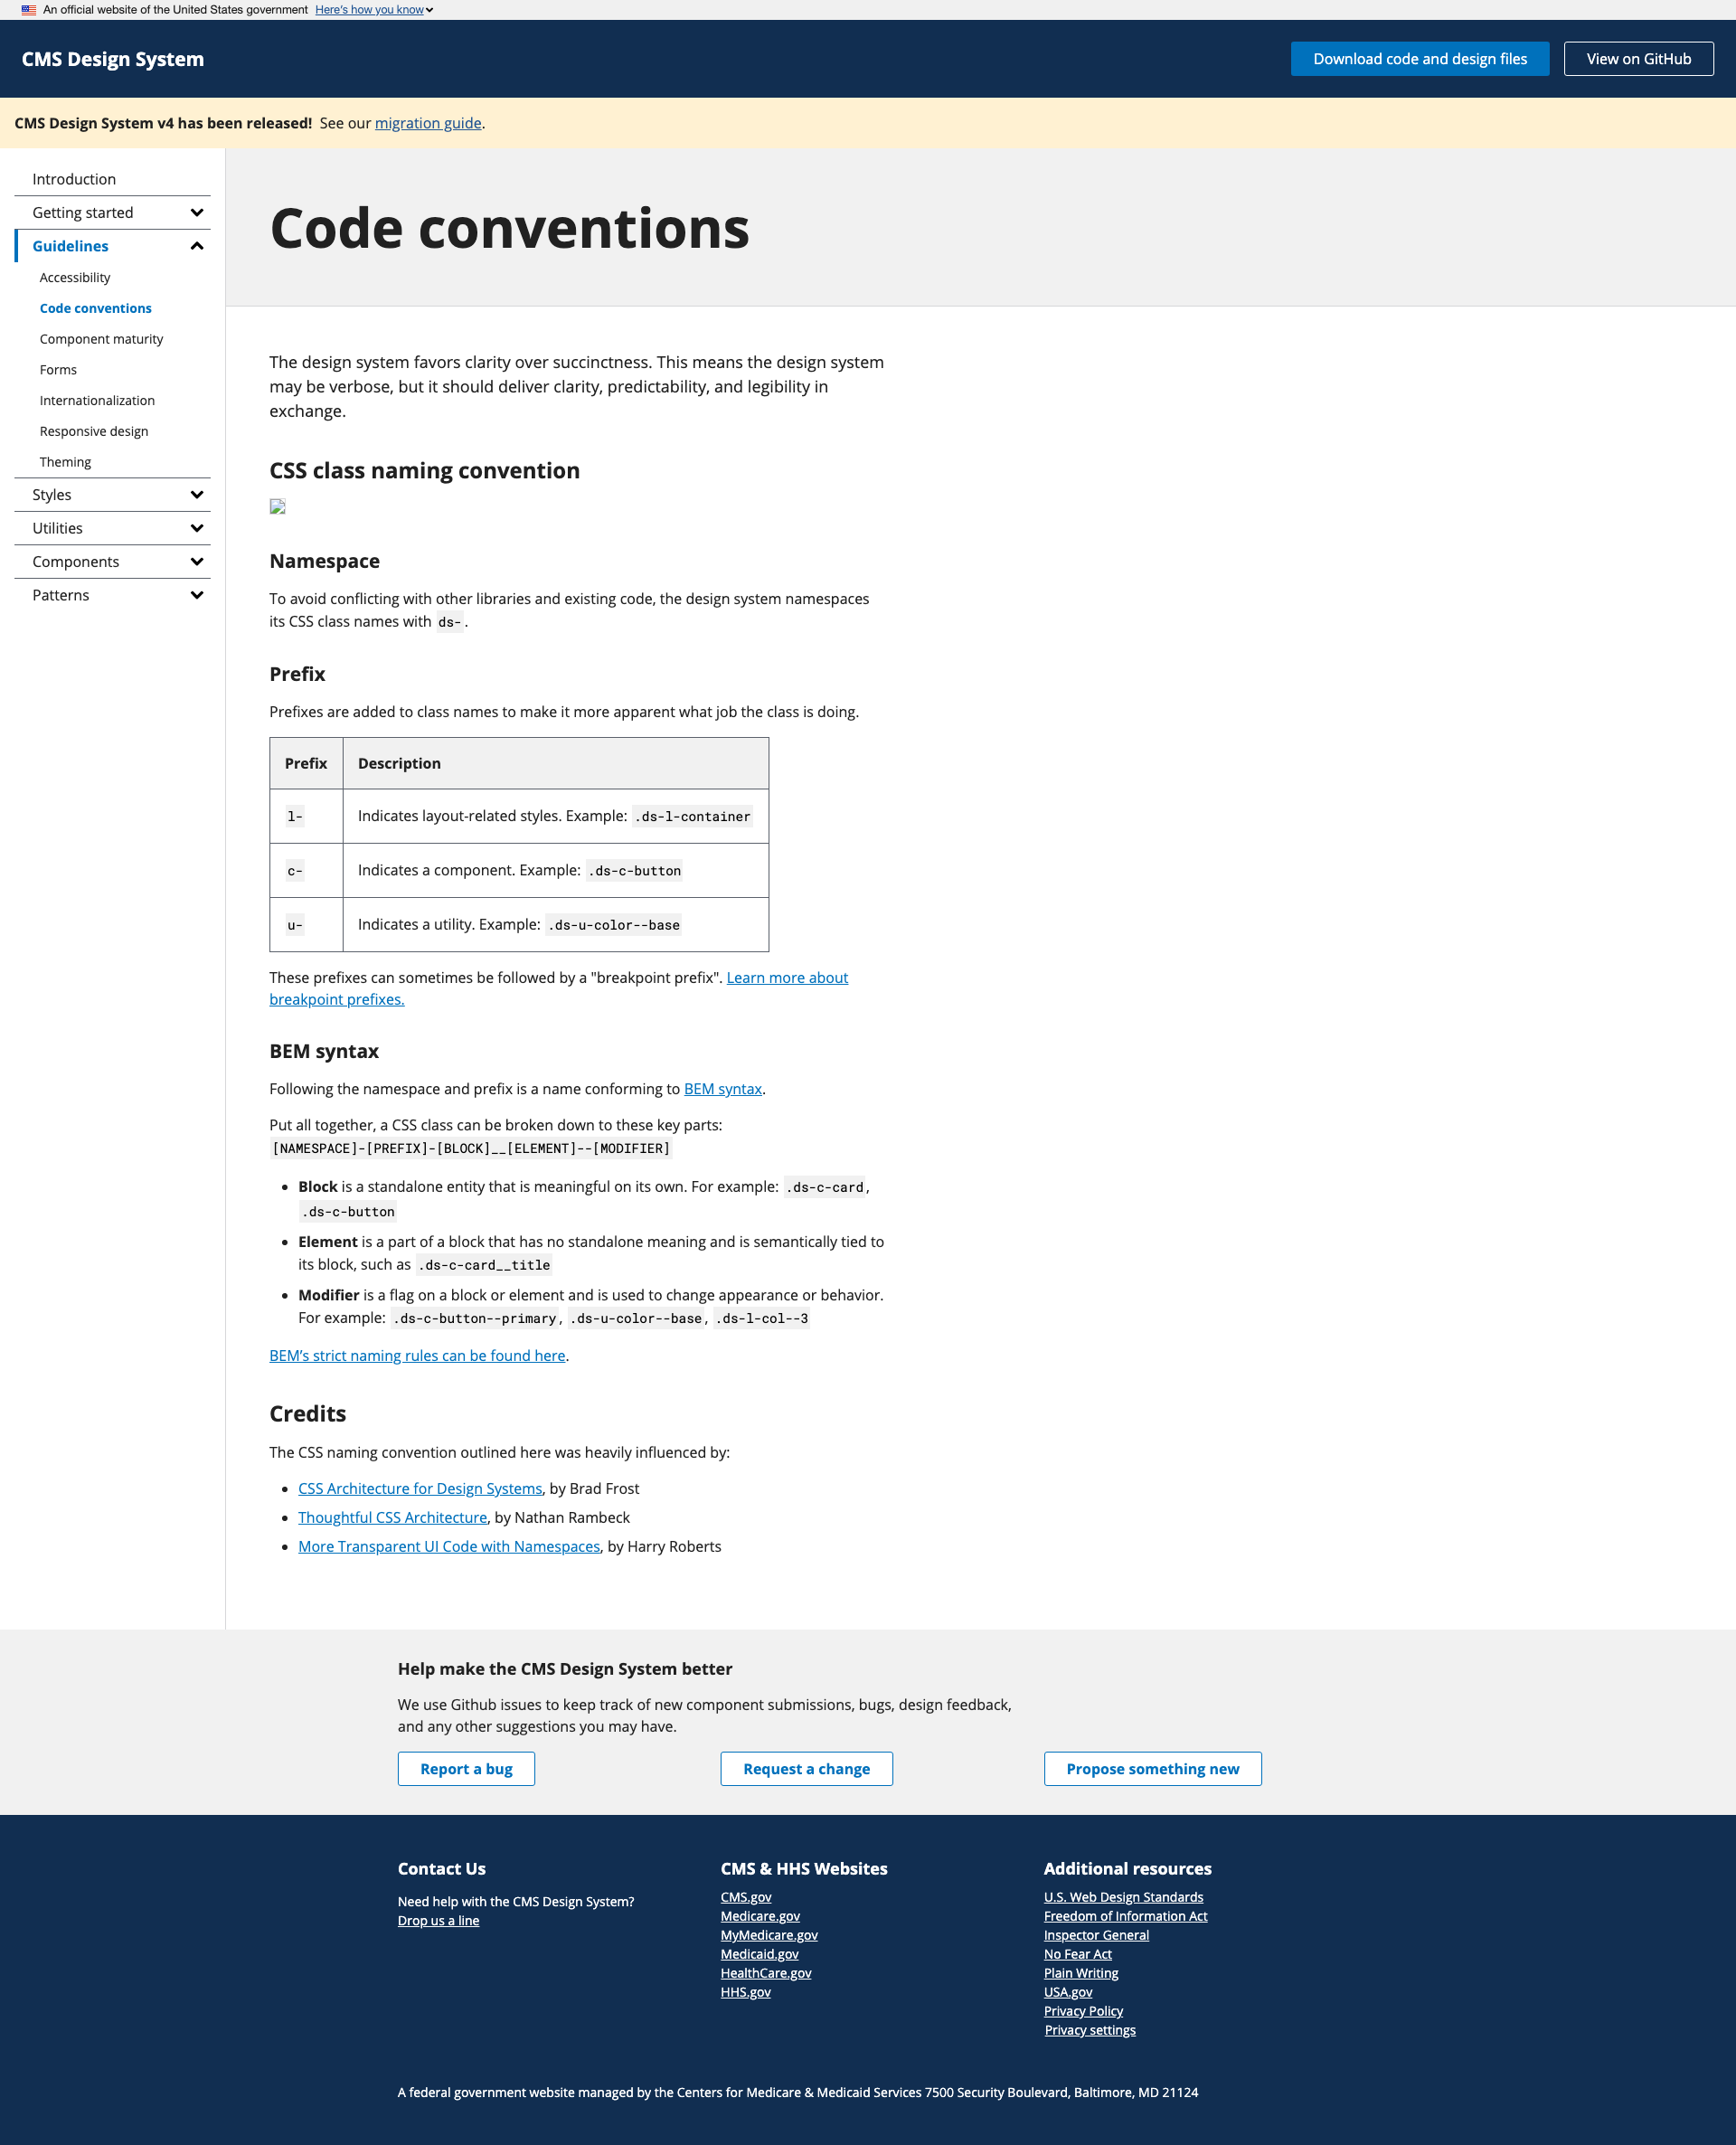 An official website of the United States government Here's how you know
CMS Design System
Download code and design files
View on GitHub
CMS Design System v4 has been released! See our migration guide.
Introduction
Getting started
Guidelines
Accessibility
Code conventions
Component maturity
Forms
Internationalization
Responsive design
Theming
Styles
Utilities
Components
Patterns
Code conventions
The design system favors clarity over succinctness. This means the design system
may be verbose, but it should deliver clarity, predictability, and legibility in
exchange.
CSS class naming convention
Namespace
To avoid conflicting with other libraries and existing code, the design system namespaces
its CSS class names with ds-.
Prefix
Prefixes are added to class names to make it more apparent what job the class is doing.
Prefix Description
l- Indicates layout-related styles. Example: .ds-l-container
c- Indicates a component. Example: .ds-c-button
u- Indicates a utility. Example: .ds-u-color--base
These prefixes can sometimes be followed by a "breakpoint prefix". Learn more about
breakpoint prefixes.
BEM syntax
Following the namespace and prefix is a name conforming to BEM syntax.
Put all together, a CSS class can be broken down to these key parts:
[NAMESPACE]-[PREFIX]-[BLOCK]__[ELEMENT]--[MODIFIER]
• Block is a standalone entity that is meaningful on its own. For example: .ds-c-card,
.ds-c-button
• Element is a part of a block that has no standalone meaning and is semantically tied to
its block, such as .ds-c-card__title
• Modifier is a flag on a block or element and is used to change appearance or behavior.
For example: .ds-c-button--primary, .ds-u-color--base, .ds-l-col--3
BEM’s strict naming rules can be found here.
Credits
The CSS naming convention outlined here was heavily influenced by:
• CSS Architecture for Design Systems, by Brad Frost
• Thoughtful CSS Architecture, by Nathan Rambeck
• More Transparent UI Code with Namespaces, by Harry Roberts
Help make the CMS Design System better
We use Github issues to keep track of new component submissions, bugs, design feedback,
and any other suggestions you may have.
Report a bug
Request a change
Propose something new
Contact Us
Need help with the CMS Design System?
Drop us a line
CMS & HHS Websites
CMS.gov
Medicare.gov
MyMedicare.gov
Medicaid.gov
HealthCare.gov
HHS.gov
Additional resources
U.S. Web Design Standards
Freedom of Information Act
Inspector General
No Fear Act
Plain Writing
USA.gov
Privacy Policy
Privacy settings
A federal government website managed by the Centers for Medicare & Medicaid Services 7500 Security Boulevard, Baltimore, MD 21124